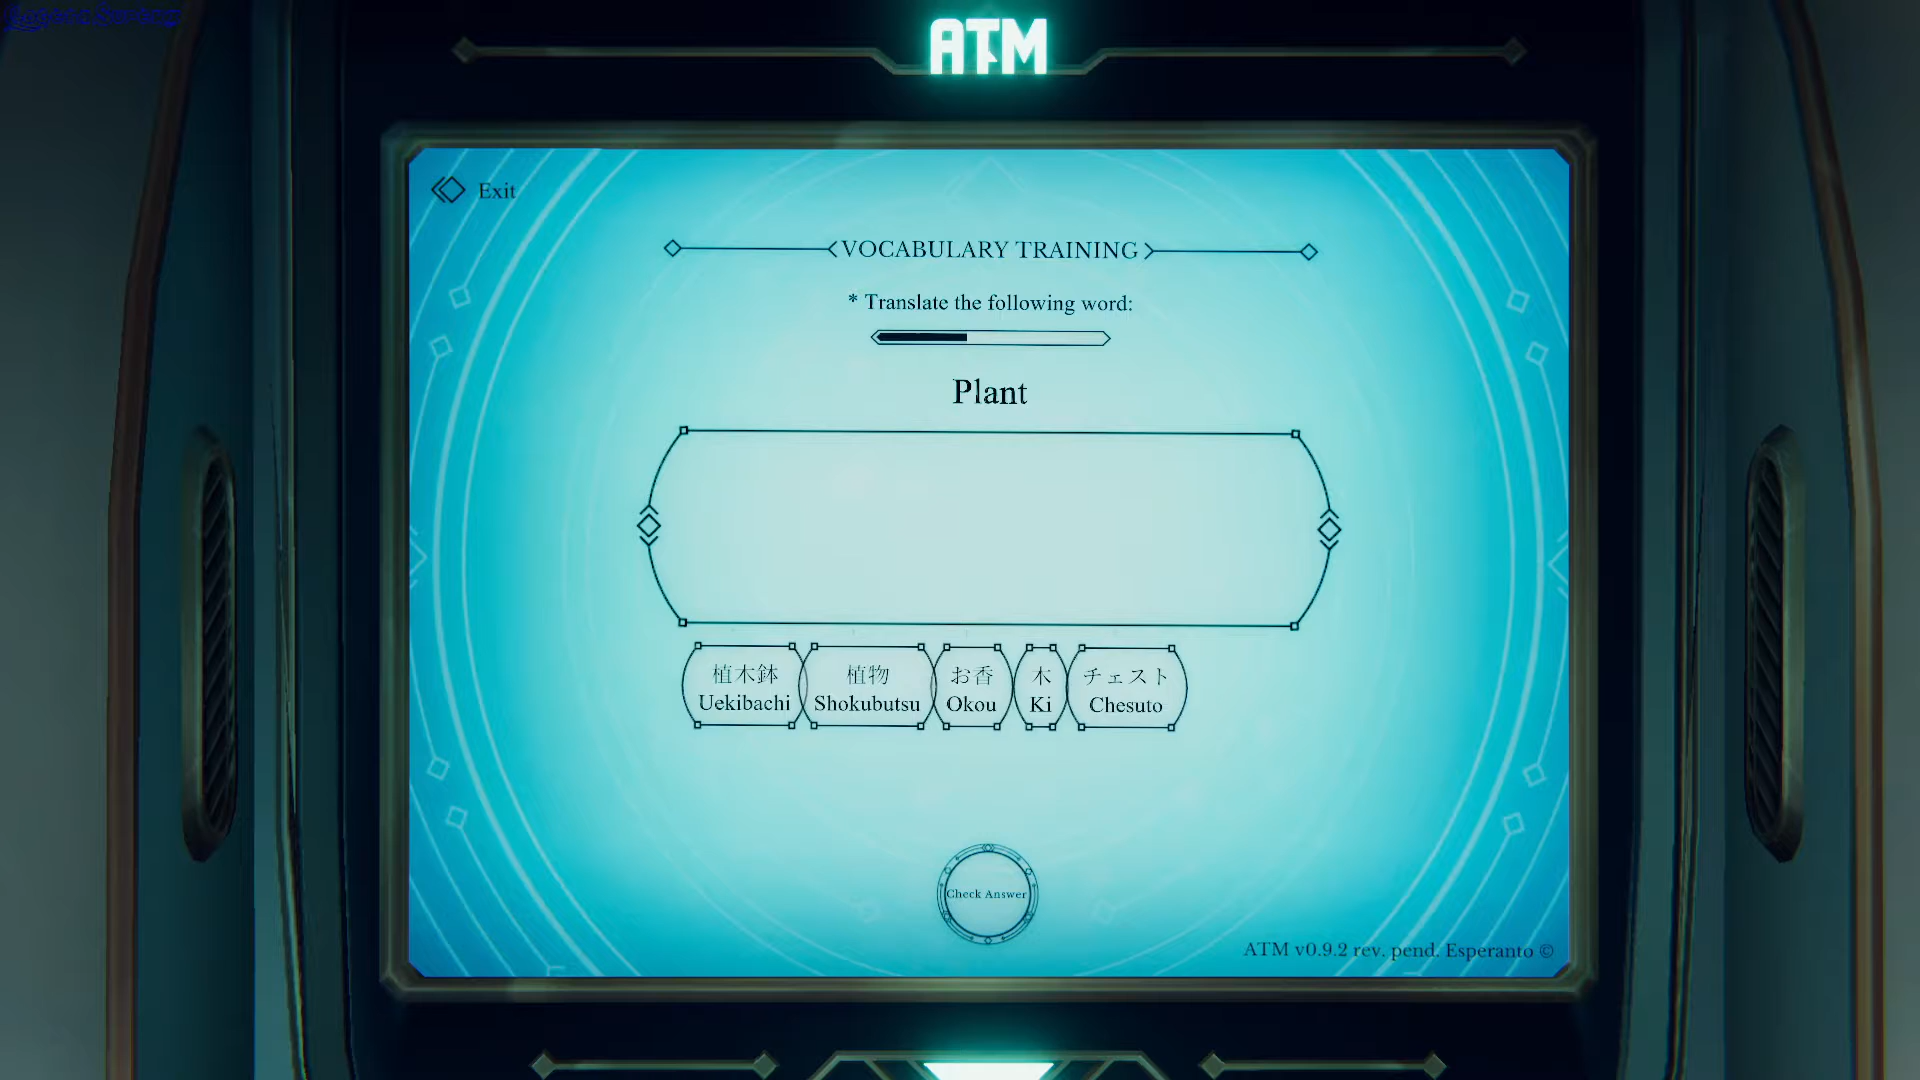 ATM
Exit
VOCABULARY TRAINING
* Translate the following word:
Plant
植木鉢 植物 お香 木 チェスト
Uekibachi Shokubutsu Okou Ki Chesuto
Check Answer
ATM v0.9.2 rev. pend. Esperanto ©